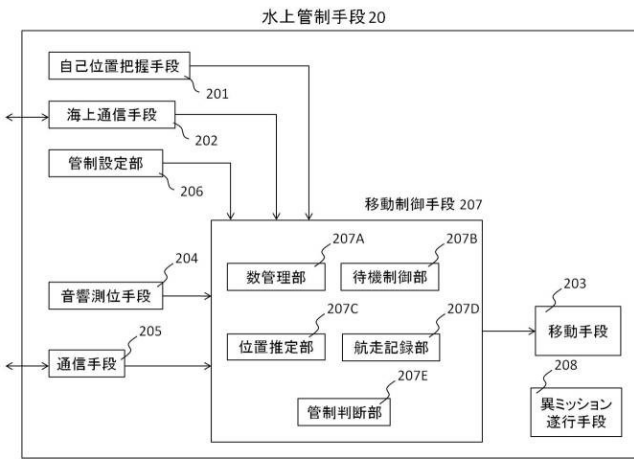 水上管制手段20
自己位置把握手段
201
海上通信手段
202
管制設定部
206
移動制御手段 207
207A
数管理部
207B
待機制御部
204
音響測位手段
207C
位置推定部
207D
航走記録部
203
移動手段
205
通信手段
207E
管制判断部
208
異ミッション
遂行手段